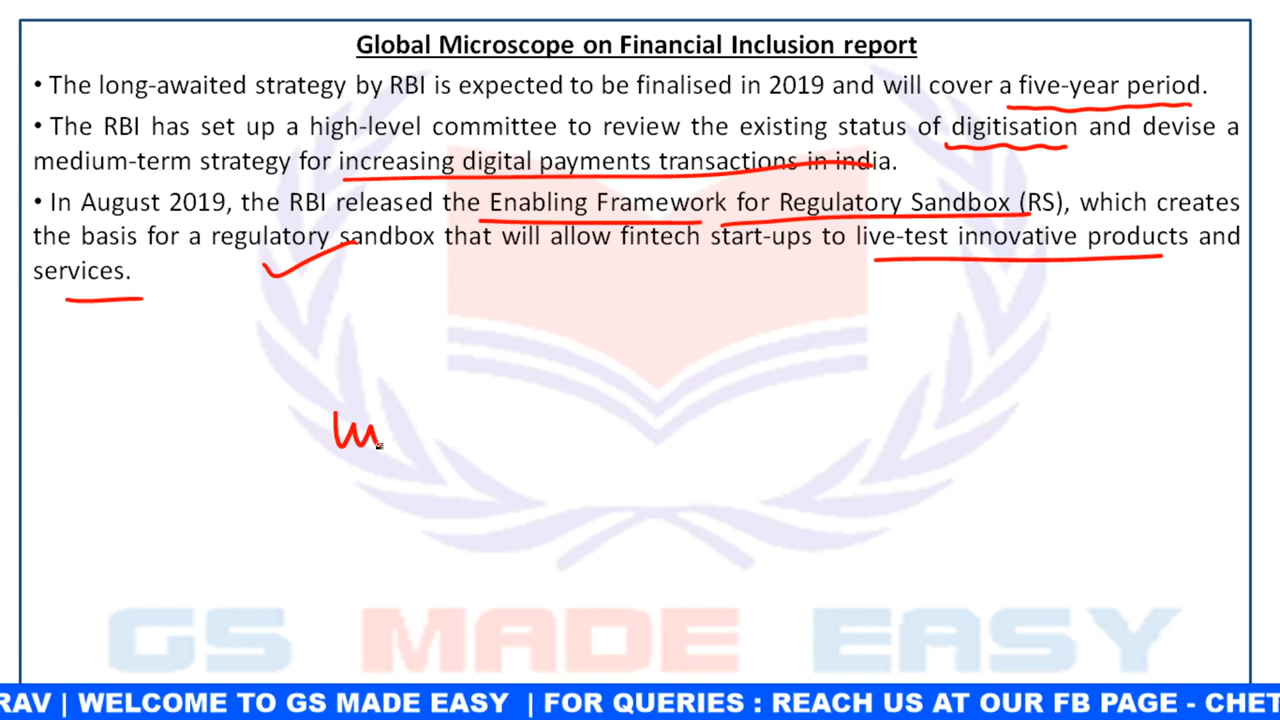 Global Microscope on Financial Inclusion report
• The long-awaited strategy by RBI is expected to be finalised in 2019 and will cover a five-year period.
• The RBI has set up a high-level committee to review the existing status of digitisation and devise a
medium-term strategy for increasing digital payments transactions in india.
• In August 2019, the RBI released the Enabling Framework for Regulatory Sandbox (RS), which creates
the basis for a regulatory sandbox that will allow fintech start-ups to live-test innovative products and
services.
GS MADE EASY
RAV | WELCOME TO GS MADE EASY | FOR QUERIES : REACH US AT OUR FB PAGE - CHET